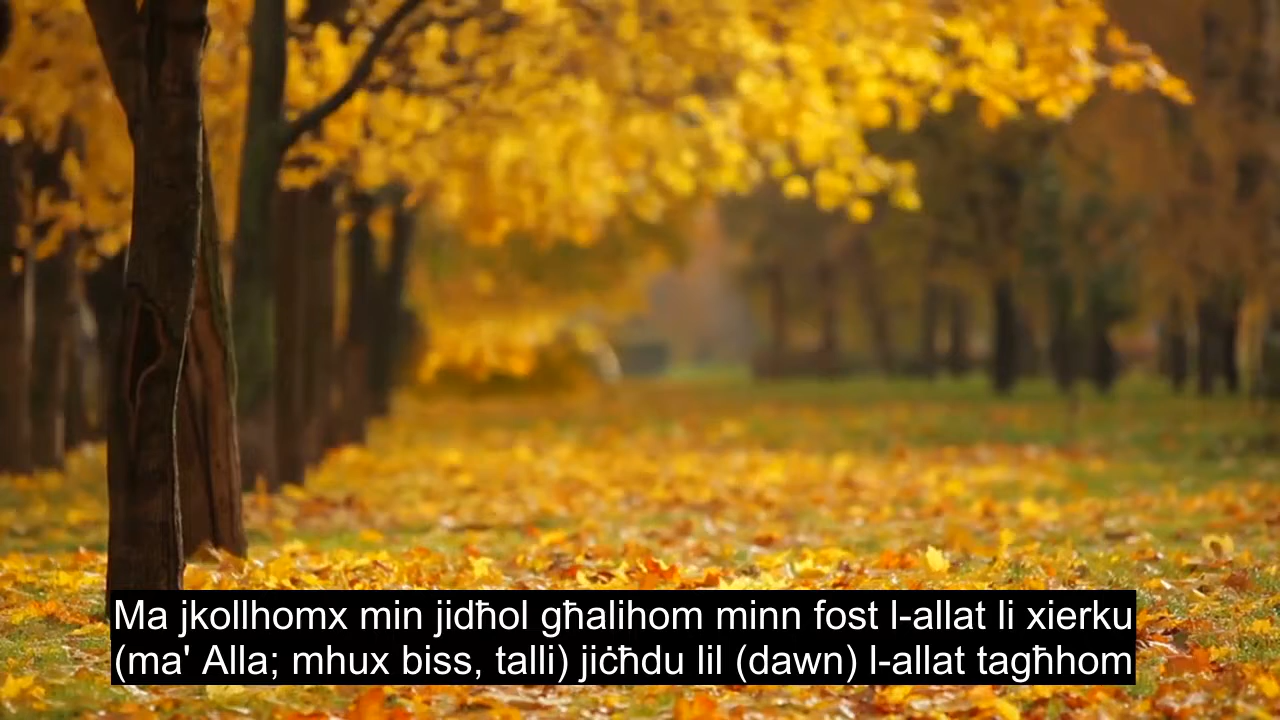 Ma jkollhomx min jidħol għalihom minn fost l-allat li xierku
(ma' Alla; mhux biss, talli) jiċħdu lil (dawn) l-allat tagħhom